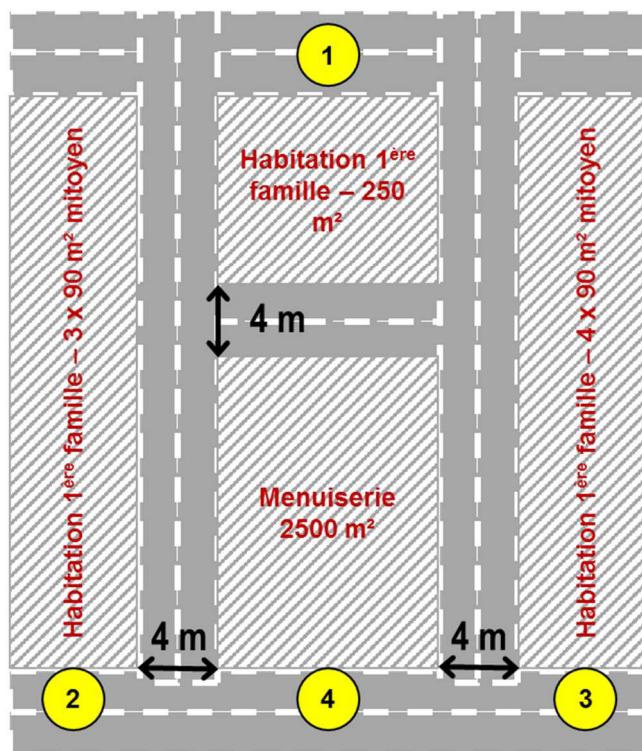 1
Habitation 1ère
famille – 250
m²
Habitation 1ère famille – 3 x 90 m² mitoyen
Habitation 1ère famille – 4 x 90 m² mitoyen
4 m
Menuiserie
2500 m²
4 m
4 m
2
4
3